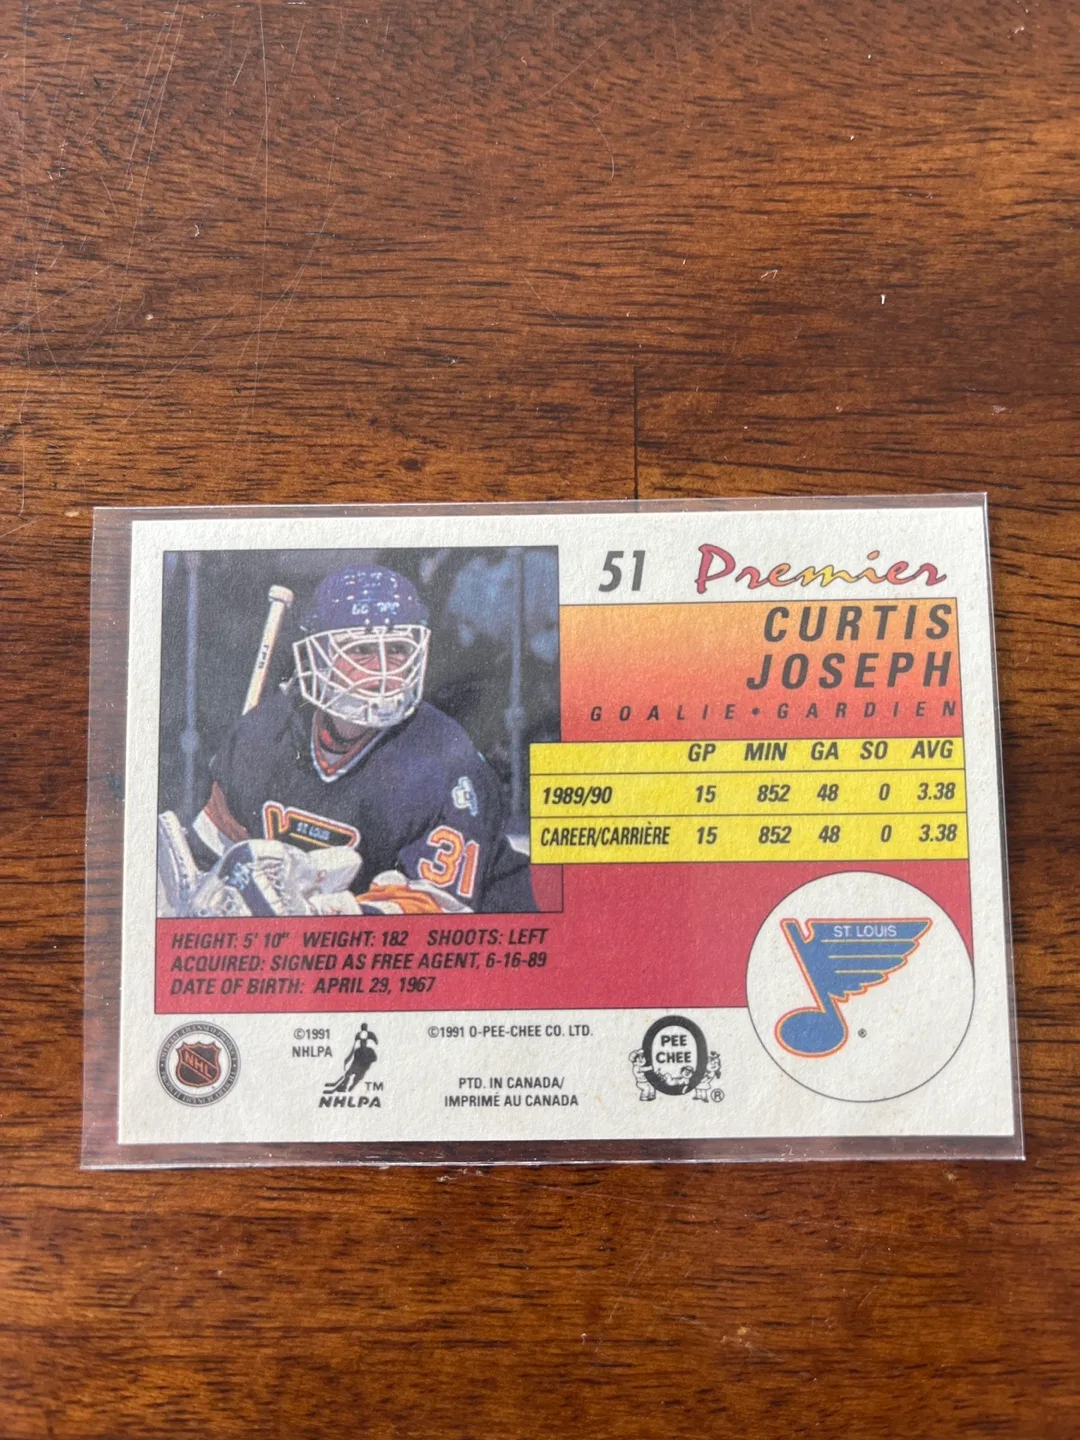 51 Premier
CURTIS
JOSEPH
GOALIE • GARDIEN
GP MIN GA SO AVG
1989/90 15 852 48 0 3.38
CAREER/CARRIÈRE 15 852 48 0 3.38
ST LOUIS
31
HEIGHT: 5' 10" WEIGHT: 182 SHOOTS: LEFT
ACQUIRED: SIGNED AS FREE AGENT, 6-16-89
DATE OF BIRTH: APRIL 29, 1967
ST. LOUIS
®
NHL
©1991
NHLPA
TM
NHLPA
©1991 O-PEE-CHEE CO. LTD.
PTD. IN CANADA/
IMPRIMÉ AU CANADA
O
PEE
CHEE
®